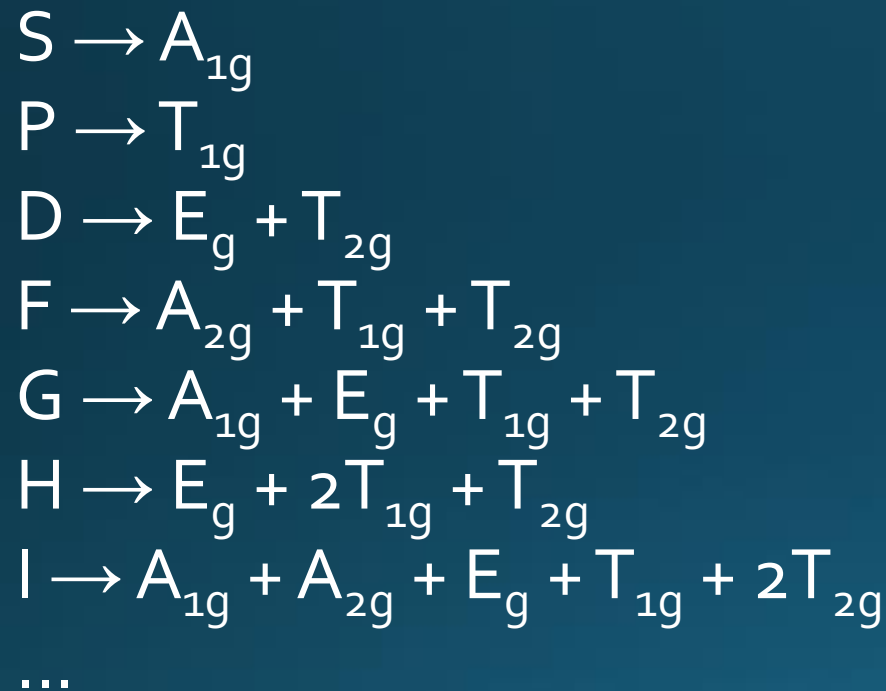 S → A₁g
P → T₁g
D → Eg + T₂g
F → A₂g + T₁g + T₂g
G → A₁g + Eg + T₁g + T₂g
H → Eg + 2T₁g + T₂g
I → A₁g + A₂g + Eg + T₁g + 2T₂g
...